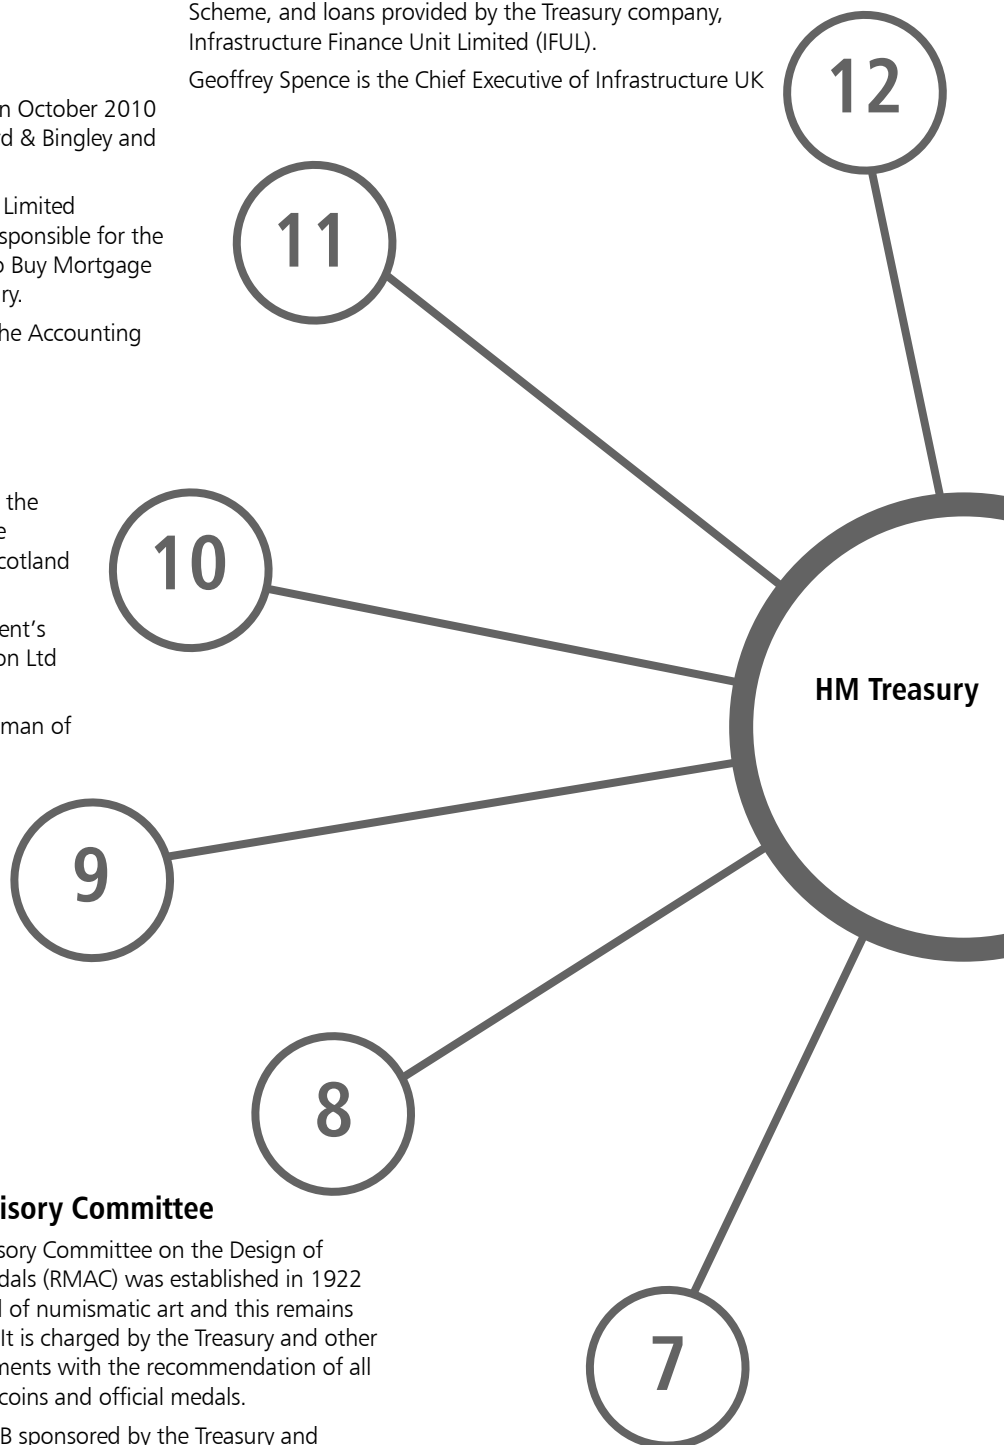 Scheme, and loans provided by the Treasury company,
Infrastructure Finance Unit Limited (IFUL).
Geoffrey Spence is the Chief Executive of Infrastructure UK
12
n October 2010
d & Bingley and
Limited
sponsible for the
o Buy Mortgage
ry.
he Accounting
11
the
e
cotland
ent’s
on Ltd
man of
10
HM Treasury
9
8
isory Committee
sory Committee on the Design of
dals (RMAC) was established in 1922
l of numismatic art and this remains
It is charged by the Treasury and other
ments with the recommendation of all
coins and official medals.
B sponsored by the Treasury and
7